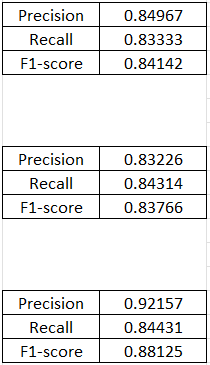 Precision 0.84967
Recall 0.83333
F1-score 0.84142
Precision 0.83226
Recall 0.84314
F1-score 0.83766
Precision 0.92157
Recall 0.84431
F1-score 0.88125